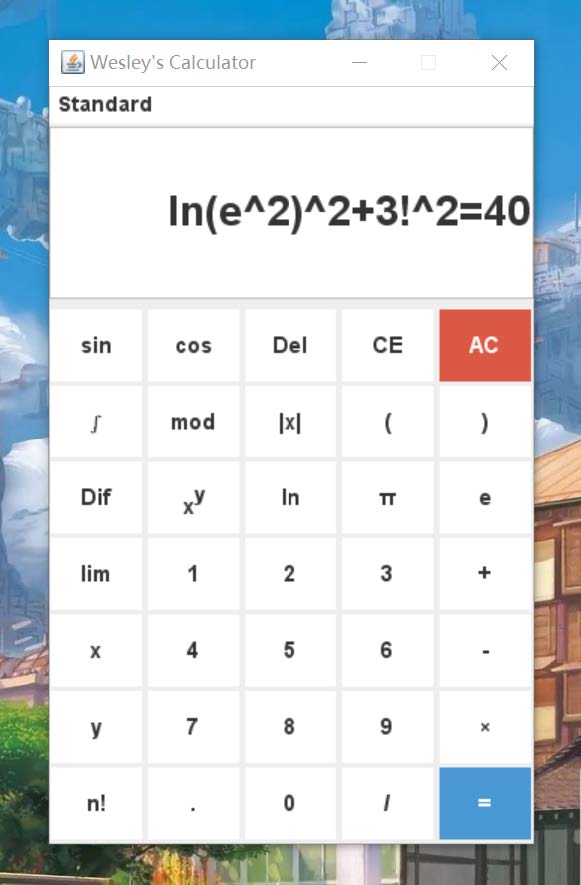 Wesley's Calculator
Standard
ln(e^2)^2+3!^2=40
sin cos Del CE AC
∫ mod |x| ( )
Dif xy ln π e
lim 1 2 3 +
x 4 5 6 -
y 7 8 9 ×
n! . 0 / =